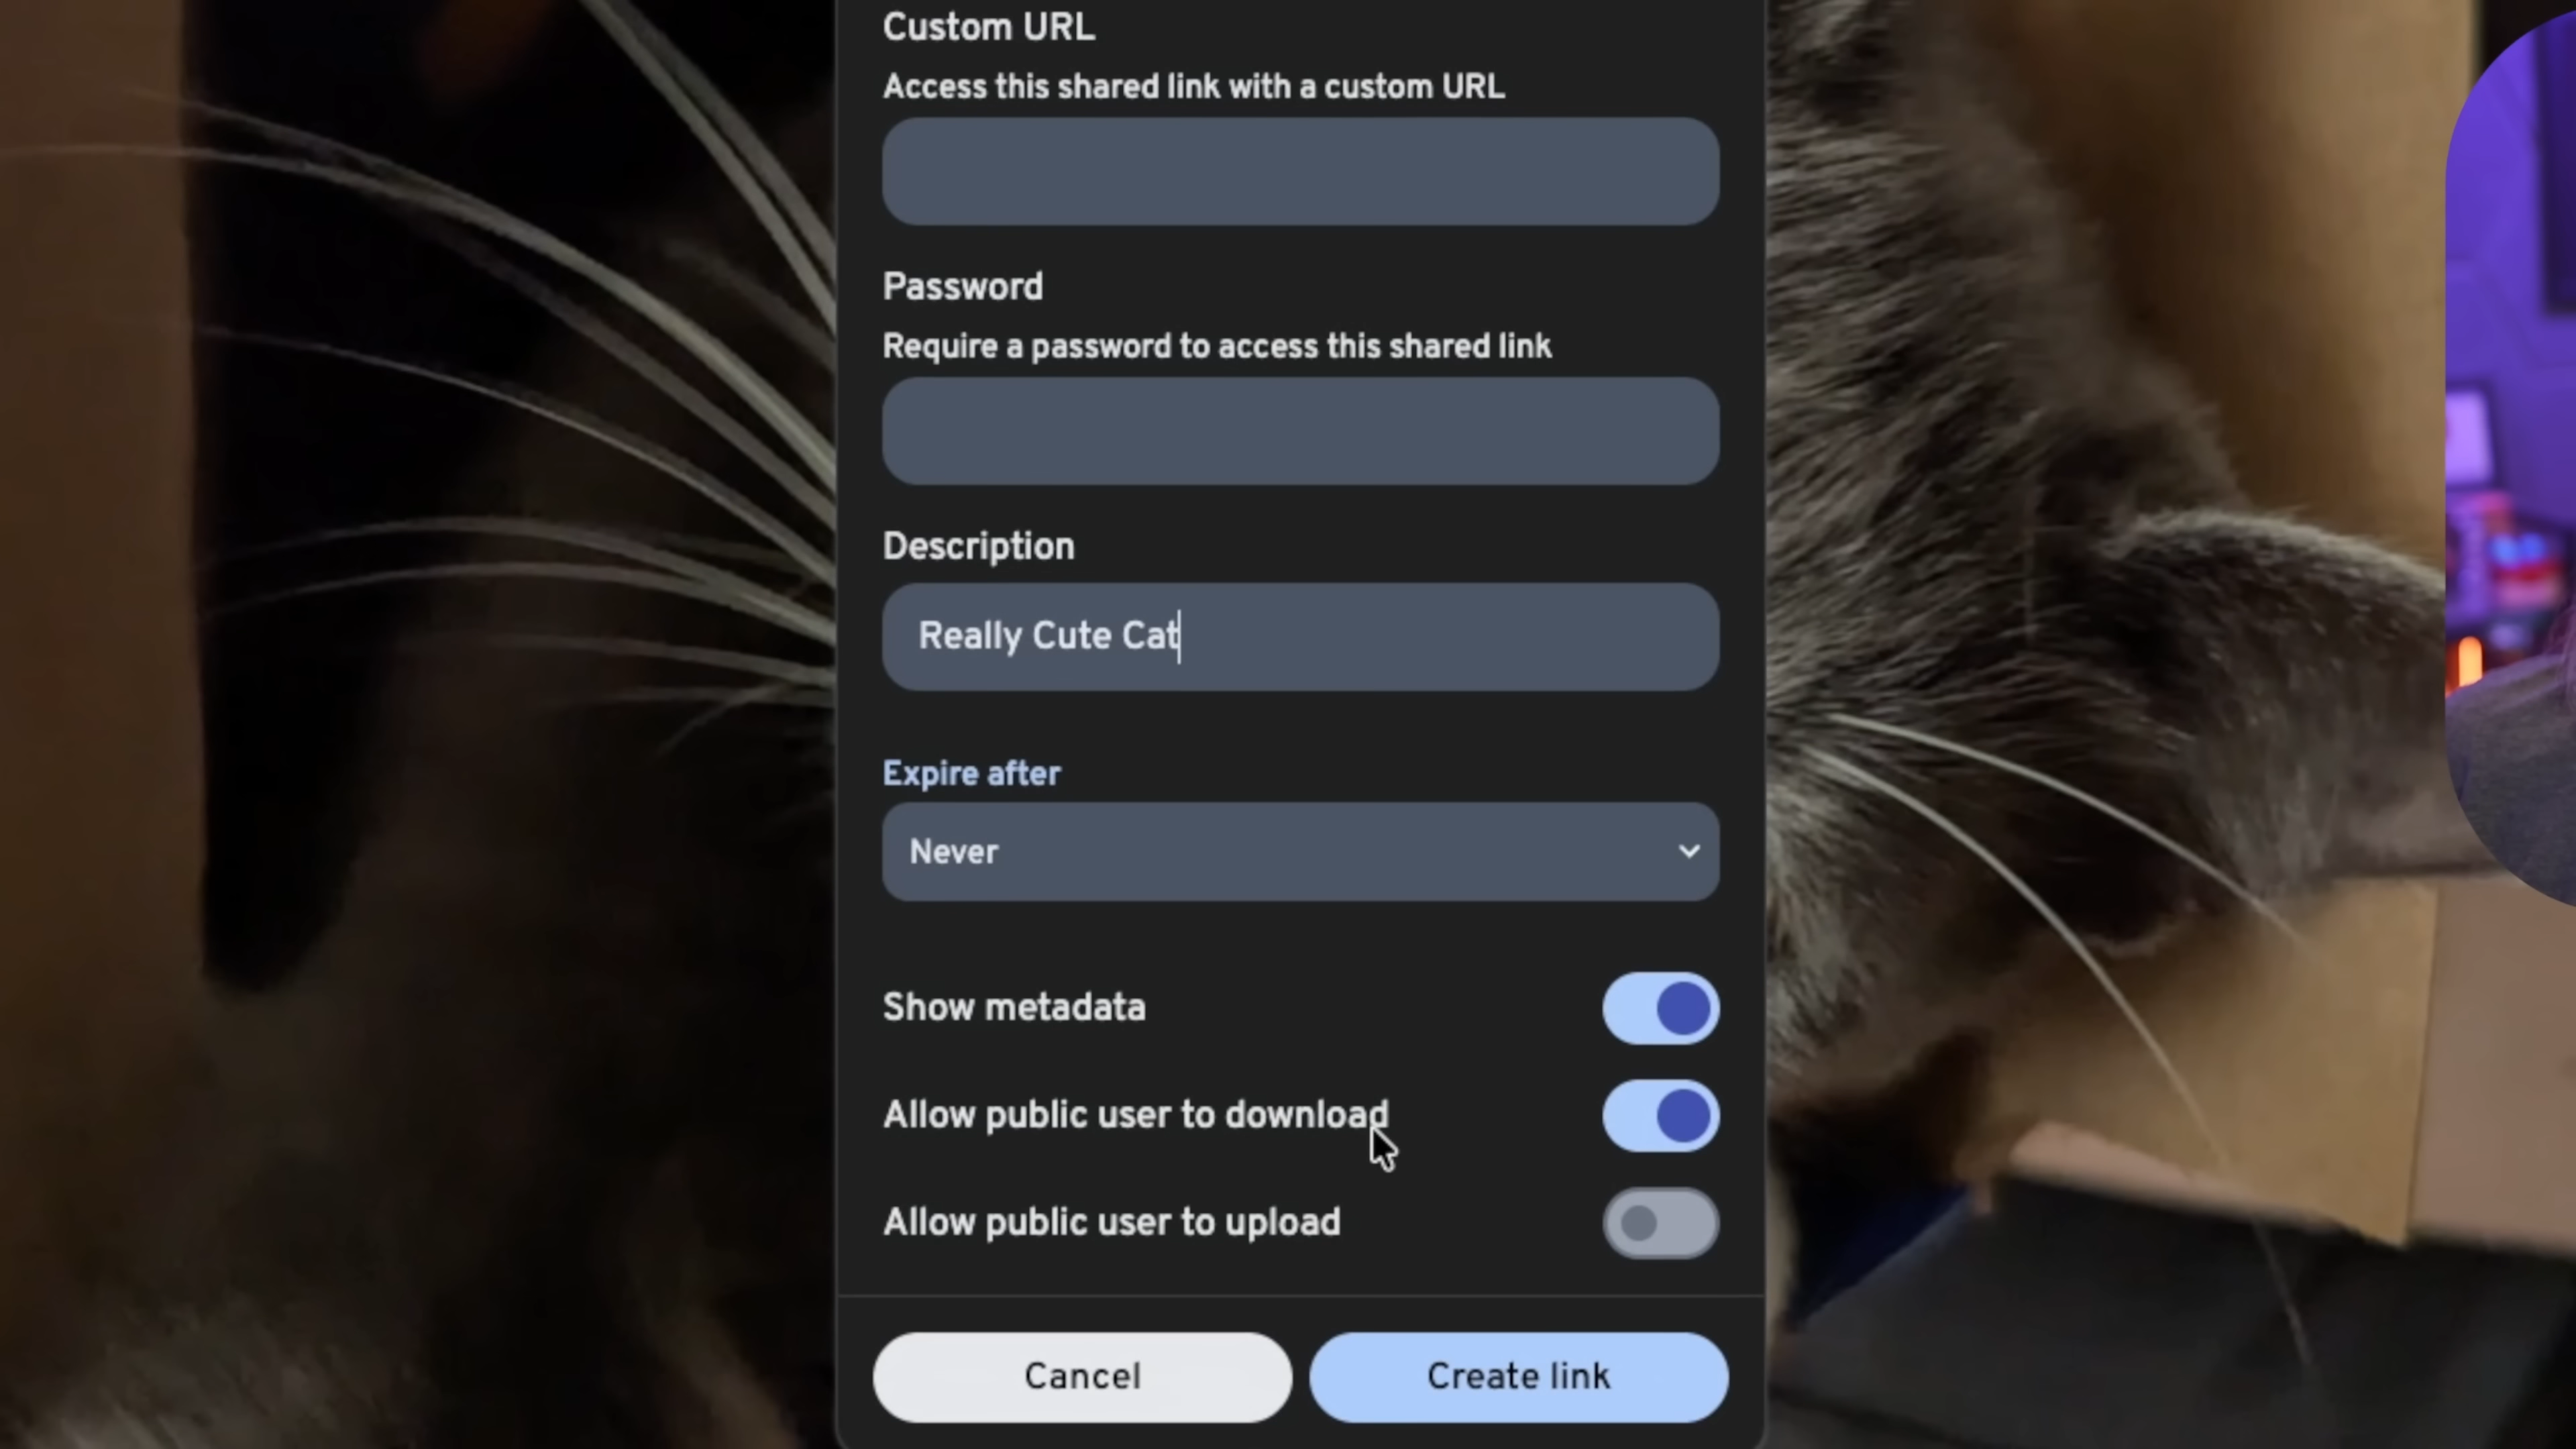 Custom URL
Access this shared link with a custom URL
Password
Require a password to access this shared link
Description
Really Cute Cat
Expire after
Never
Show metadata
Allow public user to download
Allow public user to upload
Cancel
Create link